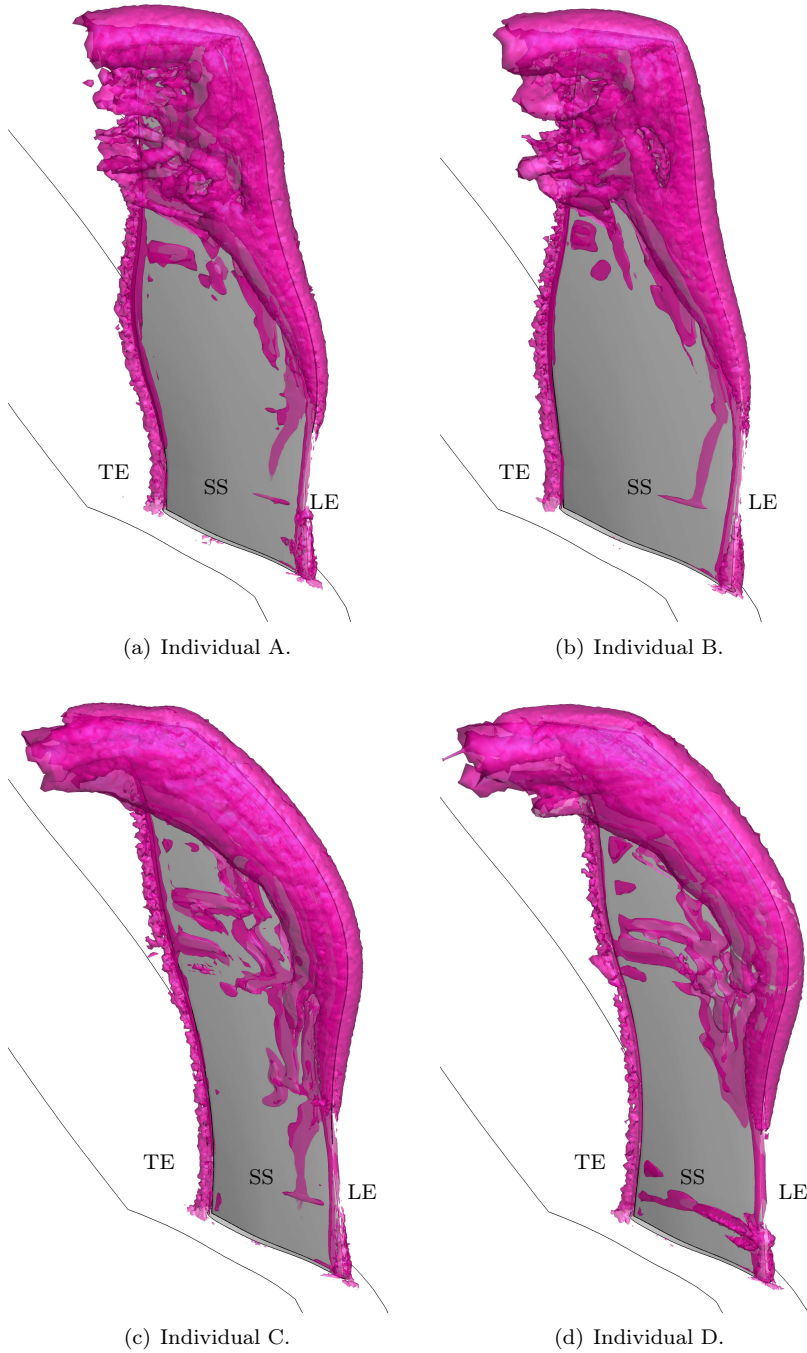 TE
SS
LE
TE
SS
LE
(a) Individual A.
(b) Individual B.
TE
SS
LE
TE
SS
LE
(c) Individual C.
(d) Individual D.